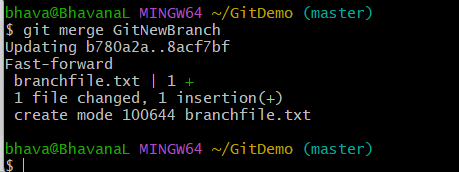 bhava@BhavanaL MINGW64 ~/GitDemo (master)
$ git merge GitNewBranch
Updating b780a2a..8acf7bf
Fast-forward
 branchfile.txt | 1 +
 1 file changed, 1 insertion(+)
 create mode 100644 branchfile.txt

bhava@BhavanaL MINGW64 ~/GitDemo (master)
$